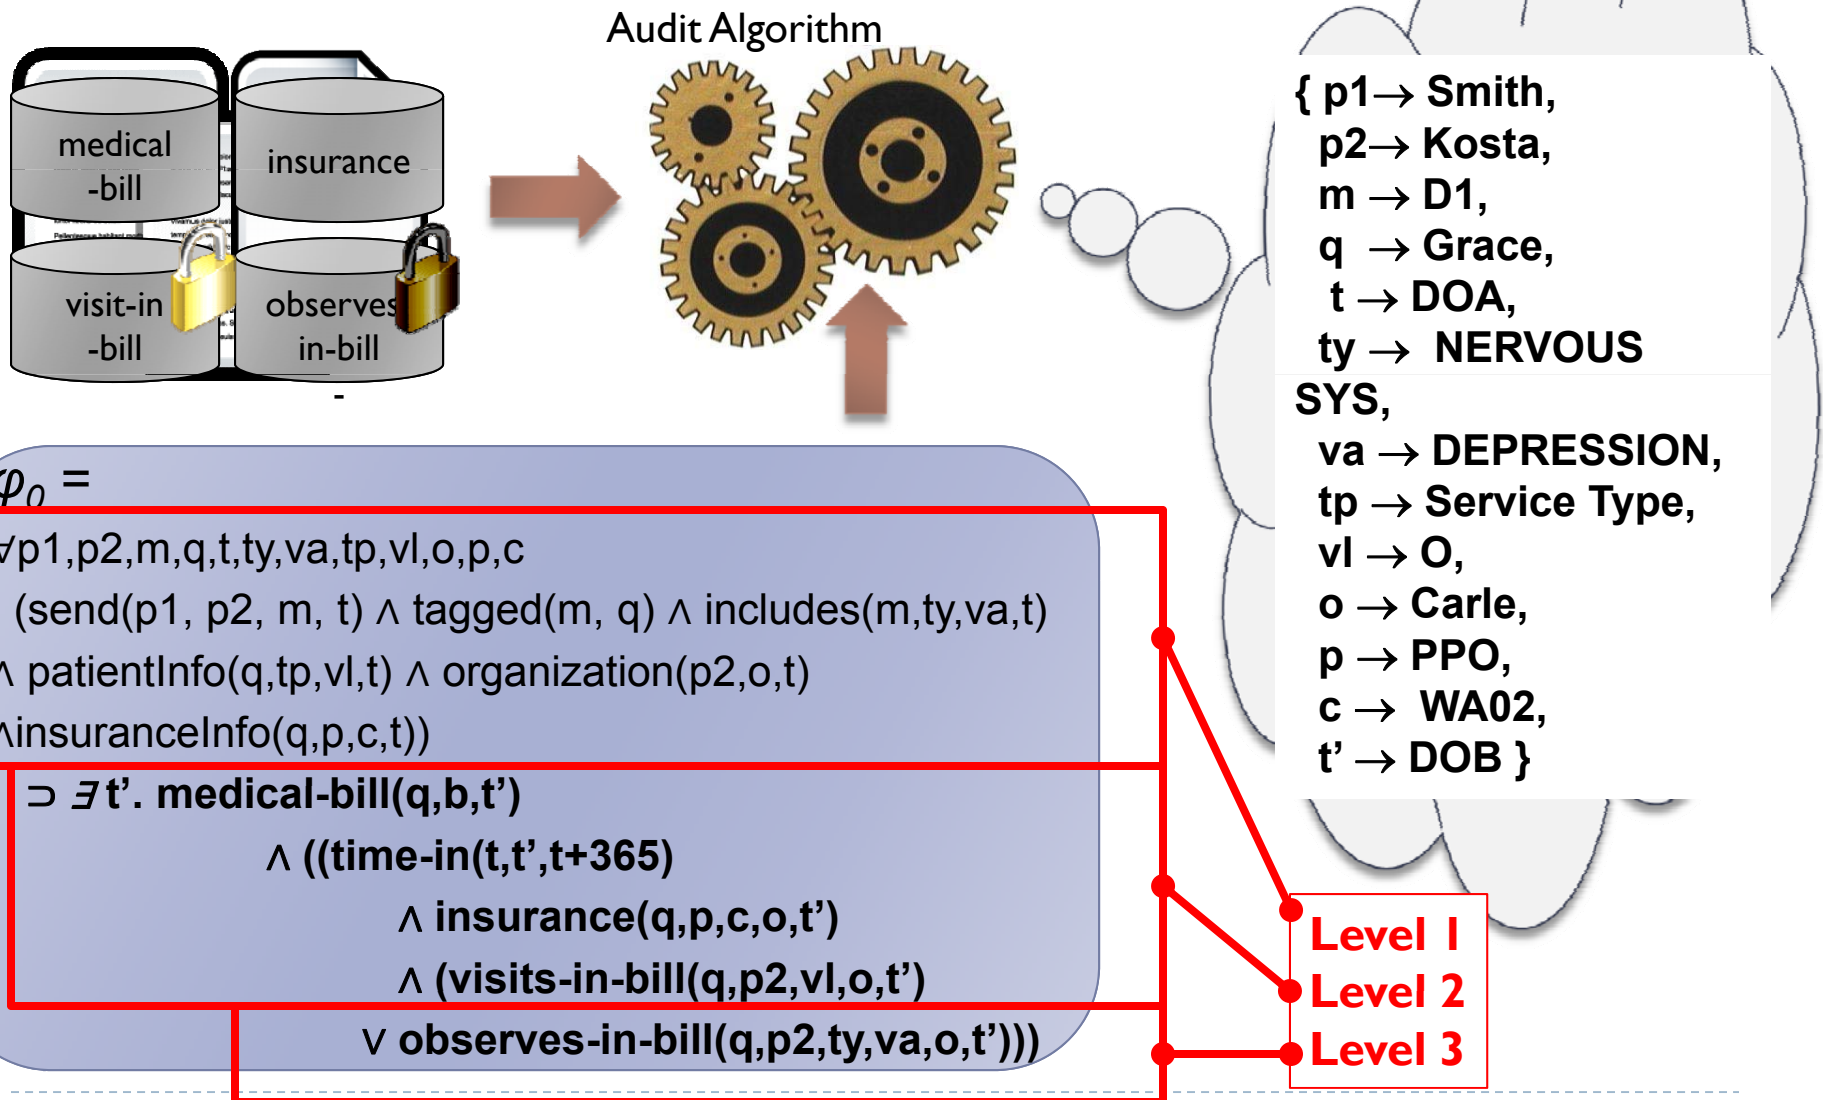 Audit Algorithm
medical
-bill
insurance
visit-in
-bill
observes
in-bill
-
{ p1→ Smith,
p2→ Kosta,
m → D1,
q → Grace,
t → DOA,
ty → NERVOUS
SYS,
va → DEPRESSION,
tp → Service Type,
vl → O,
o → Carle,
p → PPO,
c → WA02,
t’ → DOB }
φ0 =
∀p1,p2,m,q,t,ty,va,tp,vl,o,p,c
(send(p1, p2, m, t) ∧ tagged(m, q) ∧ includes(m,ty,va,t)
∧ patientInfo(q,tp,vl,t) ∧ organization(p2,o,t)
∧insuranceInfo(q,p,c,t))
⊃ ∃ t’. medical-bill(q,b,t’)
∧ ((time-in(t,t’,t+365)
∧ insurance(q,p,c,o,t’)
∧ (visits-in-bill(q,p2,vl,o,t’)
∨ observes-in-bill(q,p2,ty,va,o,t’)))
Level 1
Level 2
Level 3